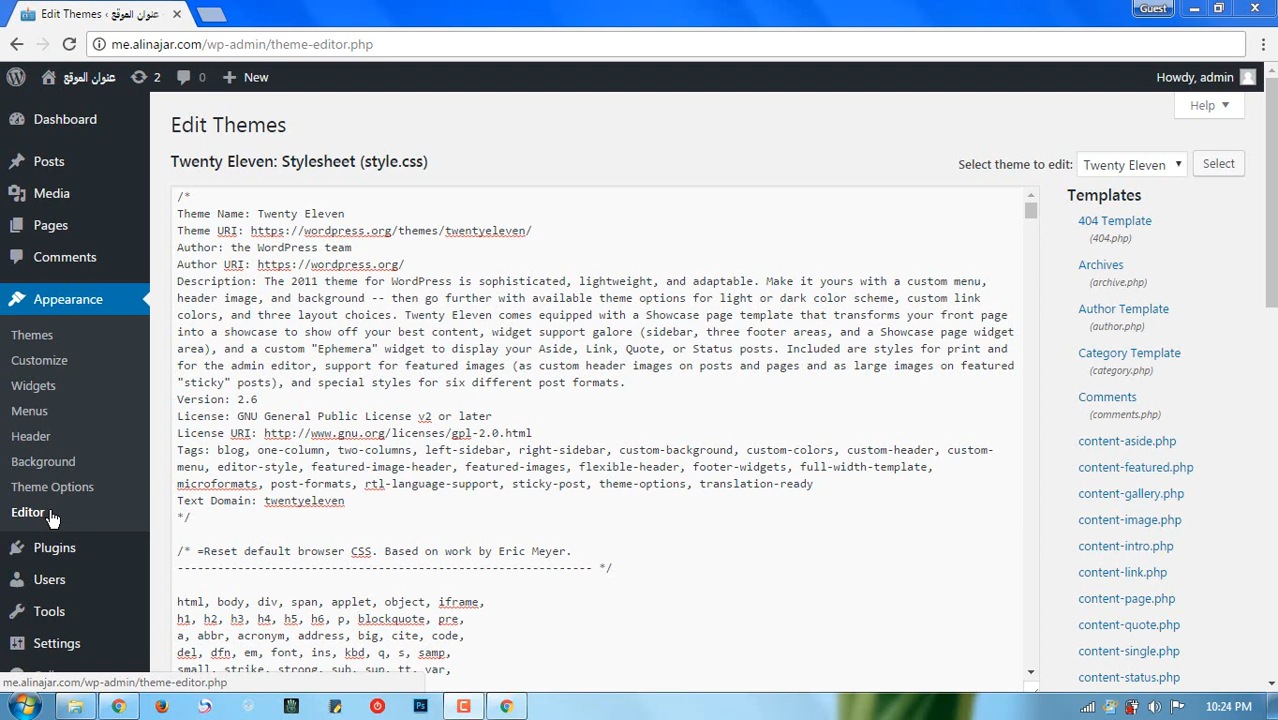 Edit Themes ‹ عنوان الموقع
Guest
me.alinajar.com/wp-admin/theme-editor.php
عنوان الموقع
2
0
New
Howdy, admin
Help
Dashboard
Posts
Media
Pages
Comments
Appearance
Themes
Customize
Widgets
Menus
Header
Background
Theme Options
Editor
Plugins
Users
Tools
Settings
Edit Themes
Twenty Eleven: Stylesheet (style.css)
Select theme to edit:
Twenty Eleven
Select
/*
Theme Name: Twenty Eleven
Theme URI: https://wordpress.org/themes/twentyeleven/
Author: the WordPress team
Author URI: https://wordpress.org/
Description: The 2011 theme for WordPress is sophisticated, lightweight, and adaptable. Make it yours with a custom menu,
header image, and background -- then go further with available theme options for light or dark color scheme, custom link
colors, and three layout choices. Twenty Eleven comes equipped with a Showcase page template that transforms your front page
into a showcase to show off your best content, widget support galore (sidebar, three footer areas, and a Showcase page widget
area), and a custom "Ephemera" widget to display your Aside, Link, Quote, or Status posts. Included are styles for print and
for the admin editor, support for featured images (as custom header images on posts and pages and as large images on featured
"sticky" posts), and special styles for six different post formats.
Version: 2.6
License: GNU General Public License v2 or later
License URI: http://www.gnu.org/licenses/gpl-2.0.html
Tags: blog, one-column, two-columns, left-sidebar, right-sidebar, custom-background, custom-colors, custom-header, custom-
menu, editor-style, featured-image-header, featured-images, flexible-header, footer-widgets, full-width-template,
microformats, post-formats, rtl-language-support, sticky-post, theme-options, translation-ready
Text Domain: twentyeleven
*/
/* =Reset default browser CSS. Based on work by Eric Meyer.
-------------------------------------------------------------- */
html, body, div, span, applet, object, iframe,
h1, h2, h3, h4, h5, h6, p, blockquote, pre,
a, abbr, acronym, address, big, cite, code,
del, dfn, em, font, ins, kbd, q, s, samp,
small, strike, strong, sub, sup, tt, var,
Templates
404 Template
(404.php)
Archives
(archive.php)
Author Template
(author.php)
Category Template
(category.php)
Comments
(comments.php)
content-aside.php
content-featured.php
content-gallery.php
content-image.php
content-intro.php
content-link.php
content-page.php
content-quote.php
content-single.php
content-status.php
me.alinajar.com/wp-admin/theme-editor.php
Ps
10:24 PM